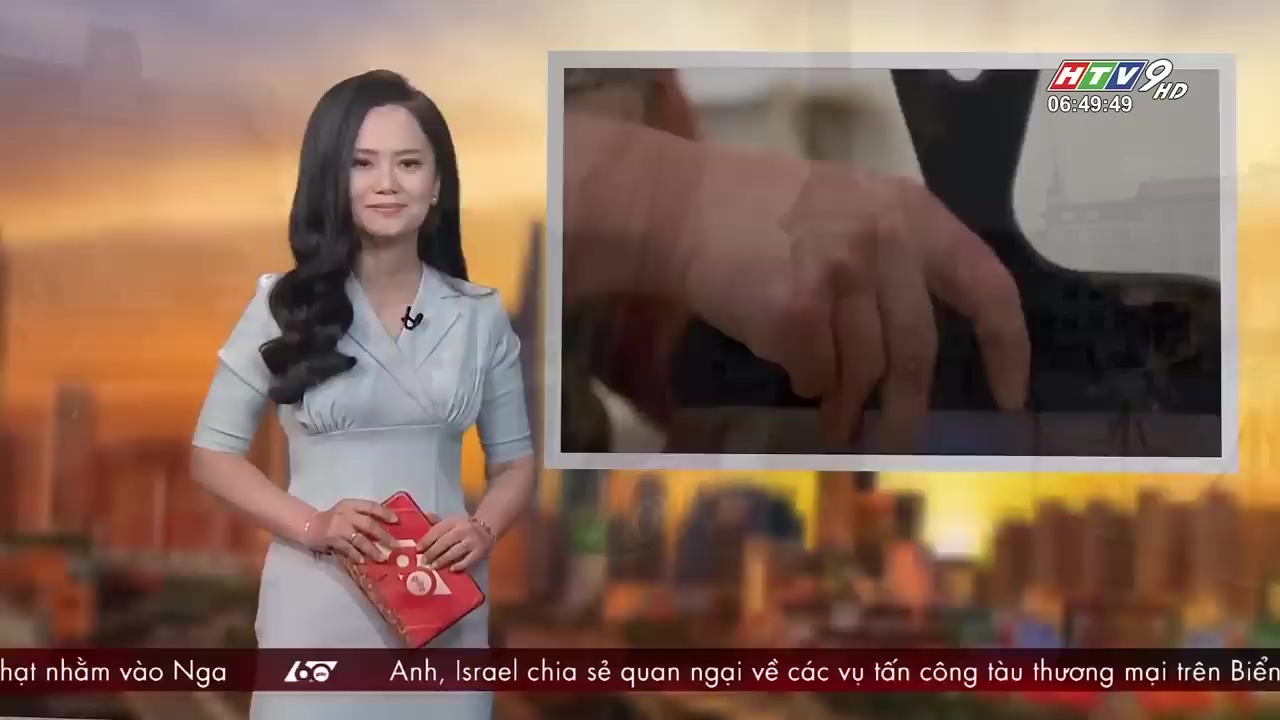 HTV9
HD
06:49:49
hạt nhằm vào Nga
60
Anh, Israel chia sẻ quan ngại về các vụ tấn công tàu thương mại trên Biển